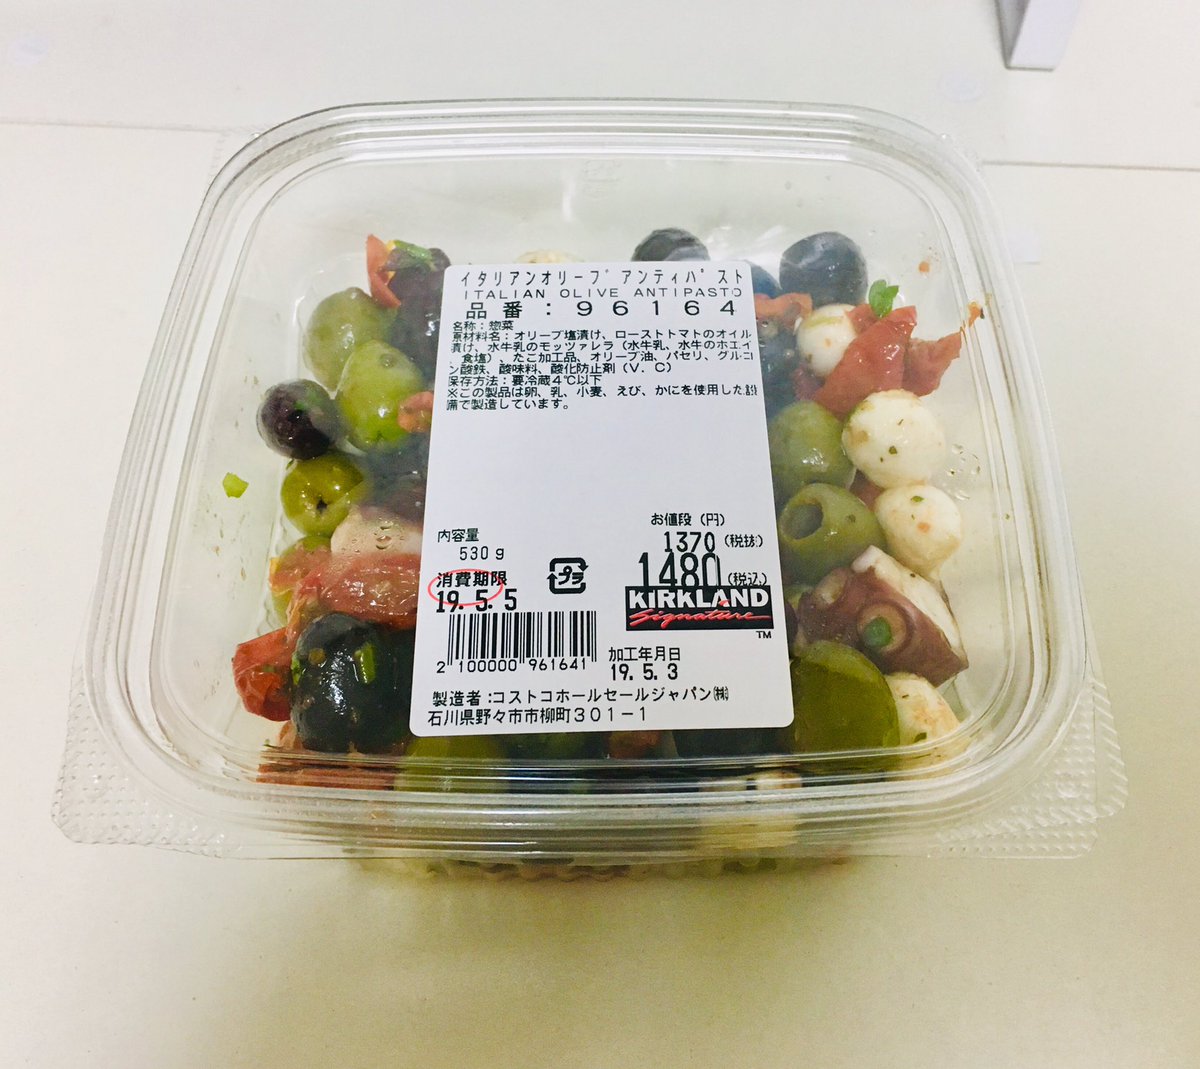 イタリアンオリーブアンティパスト
ITALIAN OLIVE ANTIPASTO
品番:96164
名称:惣菜
原材料名:オリーブ塩漬け、ローストトマトのオイル
漬け、水牛乳のモッツァレラ(水牛乳、水牛のホエイ
、食塩)、たこ加工品、オリーブ油、パセリ、グルコ
ン酸鉄、酸味料、酸化防止剤(V.C)
保存方法:要冷蔵4℃以下
※この製品は卵、乳、小麦、えび、かにを使用した設
備で製造しています。
お値段(円)
内容量
530g
1370(税抜)
消費期限
プラ
1480(税込)
19.5.5
KIRKLAND
Signature
TM
2 100000 961641
加工年月日
19.5.3
製造者:コストコホールセールジャパン㈱
石川県野々市市柳町301-1